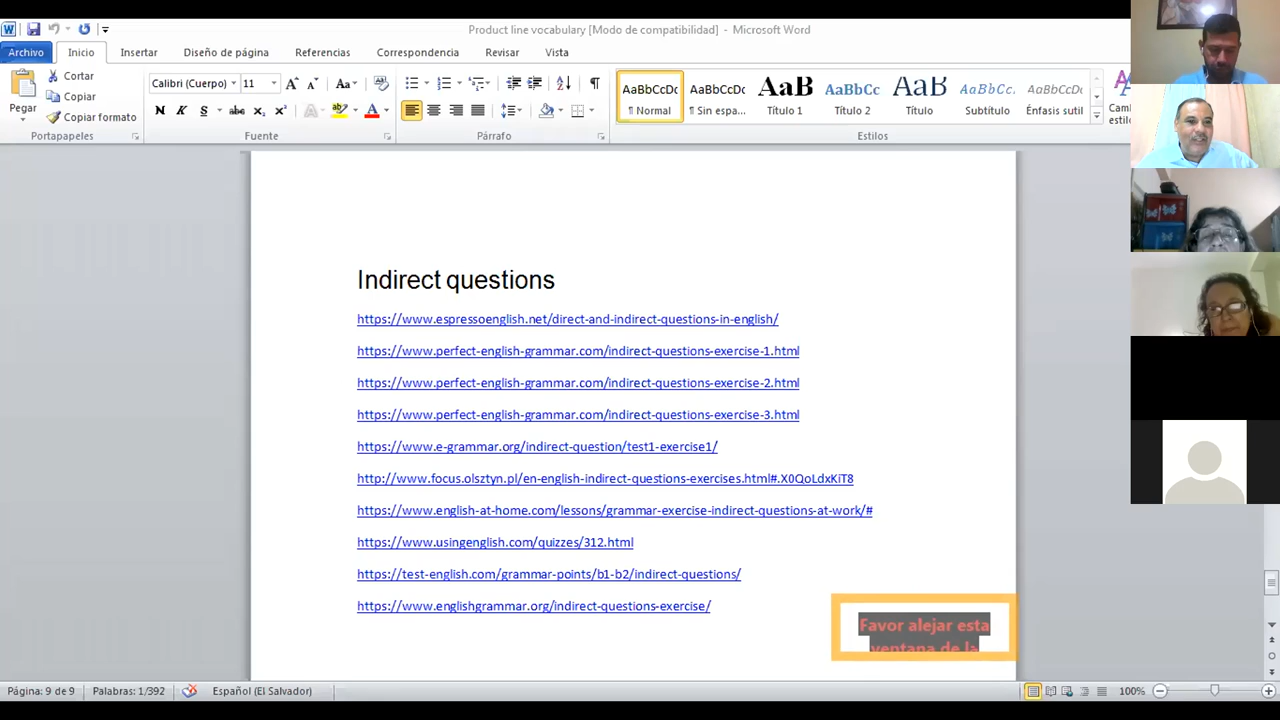 Product line vocabulary [Modo de compatibilidad] - Microsoft Word
Archivo Inicio Insertar Diseño de página Referencias Correspondencia Revisar Vista
Pegar
Cortar
Copiar
Copiar formato
Portapapeles
Calibri (Cuerpo) 11
N K S abc x₂ x²
Fuente
Párrafo
AaBbCcDc AaBbCcDc AaB AaBbCc AaB AaBbCc. AaBbCcDc
¶ Normal ¶ Sin espa... Título 1 Título 2 Título Subtítulo Énfasis sutil
Estilos
Indirect questions
https://www.espressoenglish.net/direct-and-indirect-questions-in-english/
https://www.perfect-english-grammar.com/indirect-questions-exercise-1.html
https://www.perfect-english-grammar.com/indirect-questions-exercise-2.html
https://www.perfect-english-grammar.com/indirect-questions-exercise-3.html
https://www.e-grammar.org/indirect-question/test1-exercise1/
http://www.focus.olsztyn.pl/en-english-indirect-questions-exercises.html#.X0QoLdxKiT8
https://www.english-at-home.com/lessons/grammar-exercise-indirect-questions-at-work/#
https://www.usingenglish.com/quizzes/312.html
https://test-english.com/grammar-points/b1-b2/indirect-questions/
https://www.englishgrammar.org/indirect-questions-exercise/
Favor alejar esta
ventana de la
Página: 9 de 9 Palabras: 1/392 Español (El Salvador) 100%